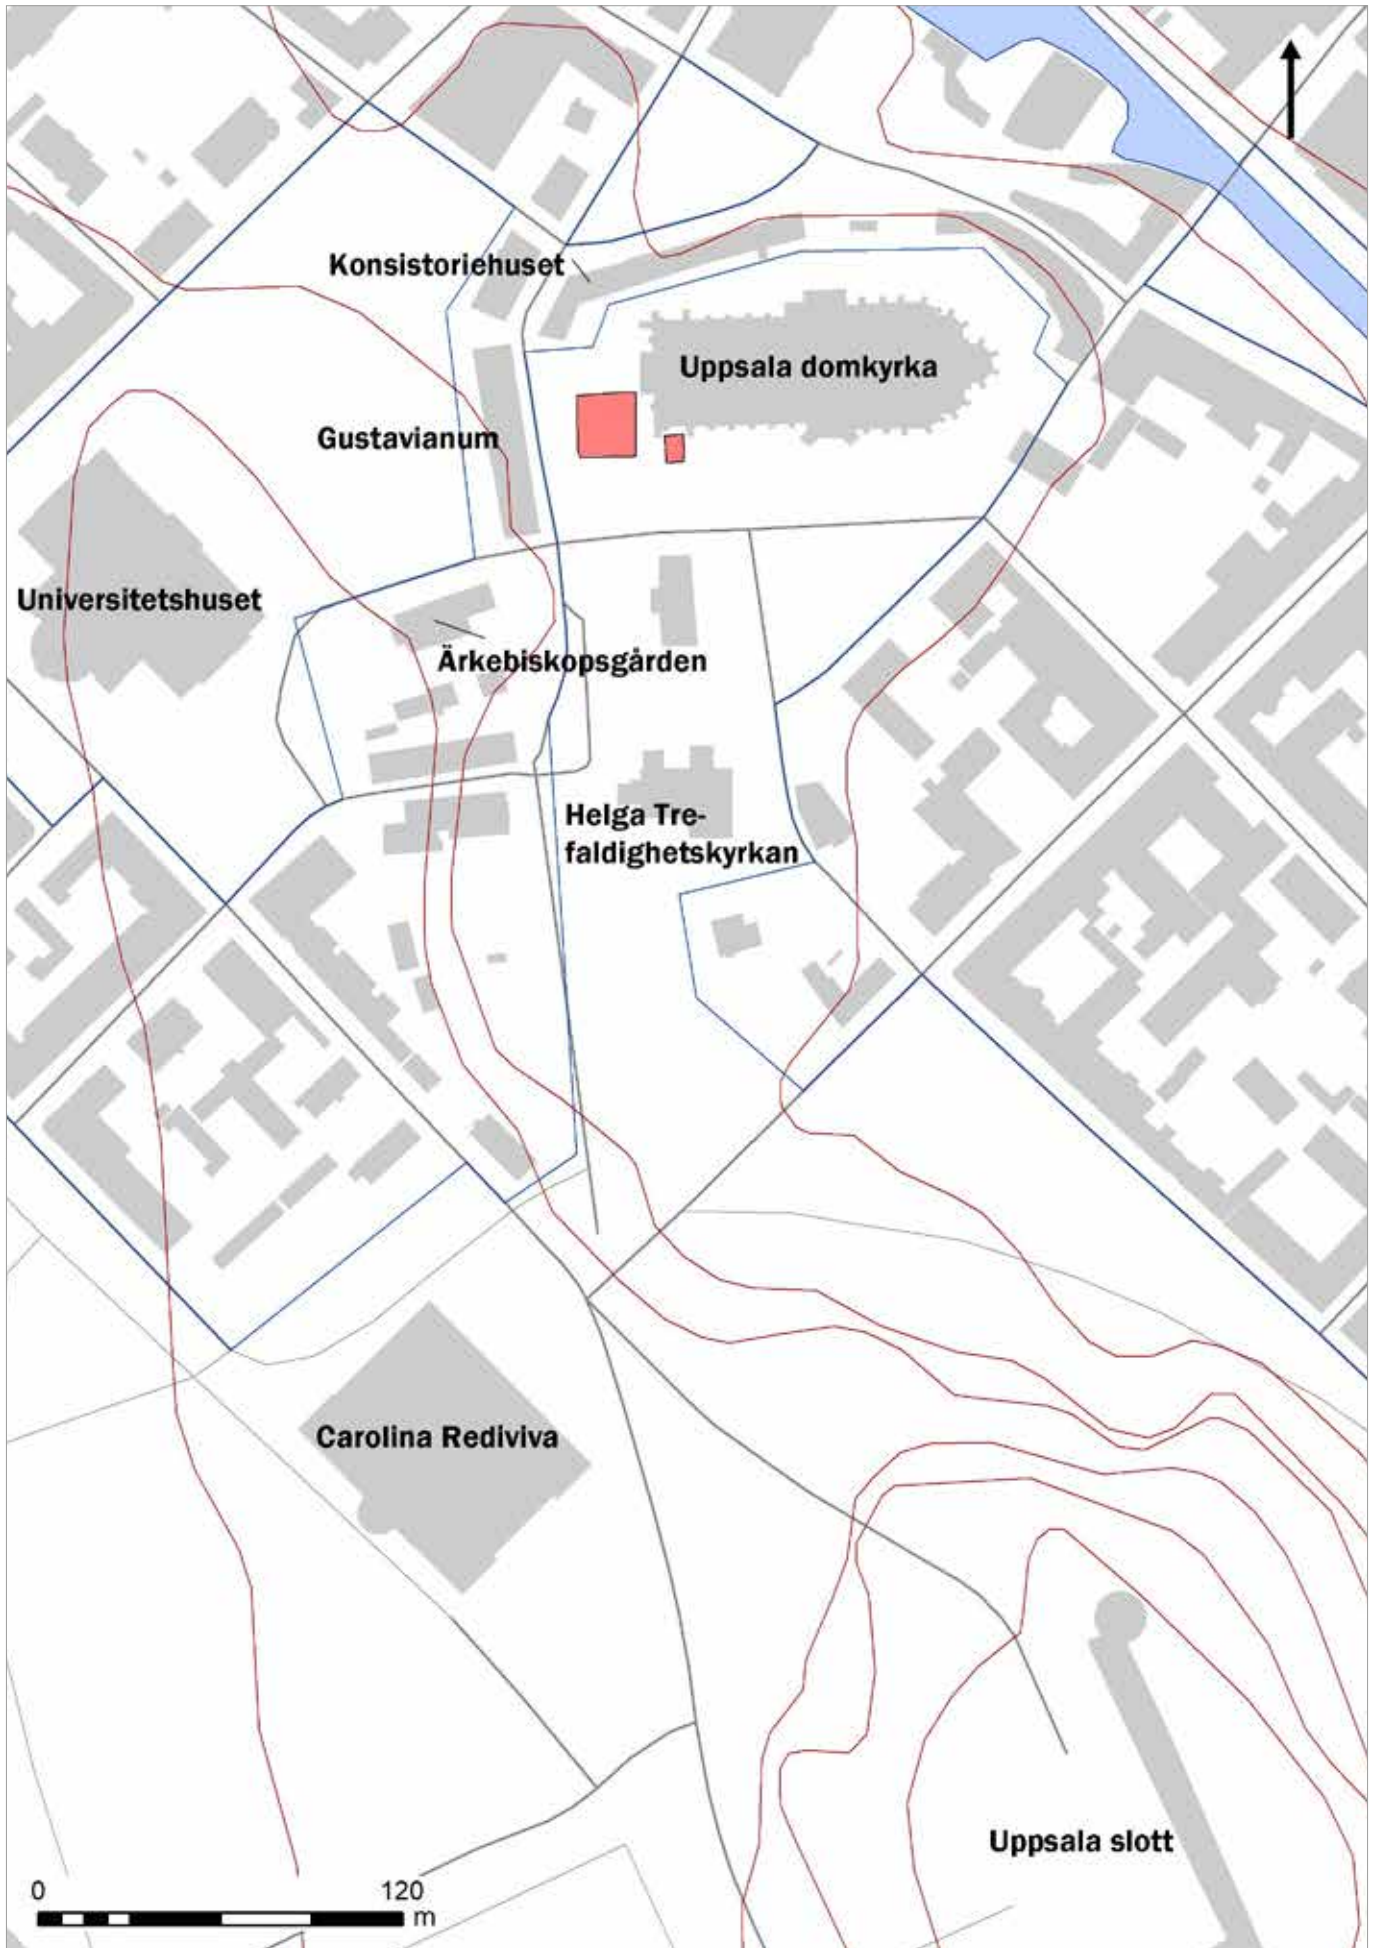 Konsistoriehuset
Uppsala domkyrka
Gustavianum
Universitetshuset
Ärkebiskopsgården
Helga Tre-
faldighetskyrkan
Carolina Rediviva
Uppsala slott
0 120
m